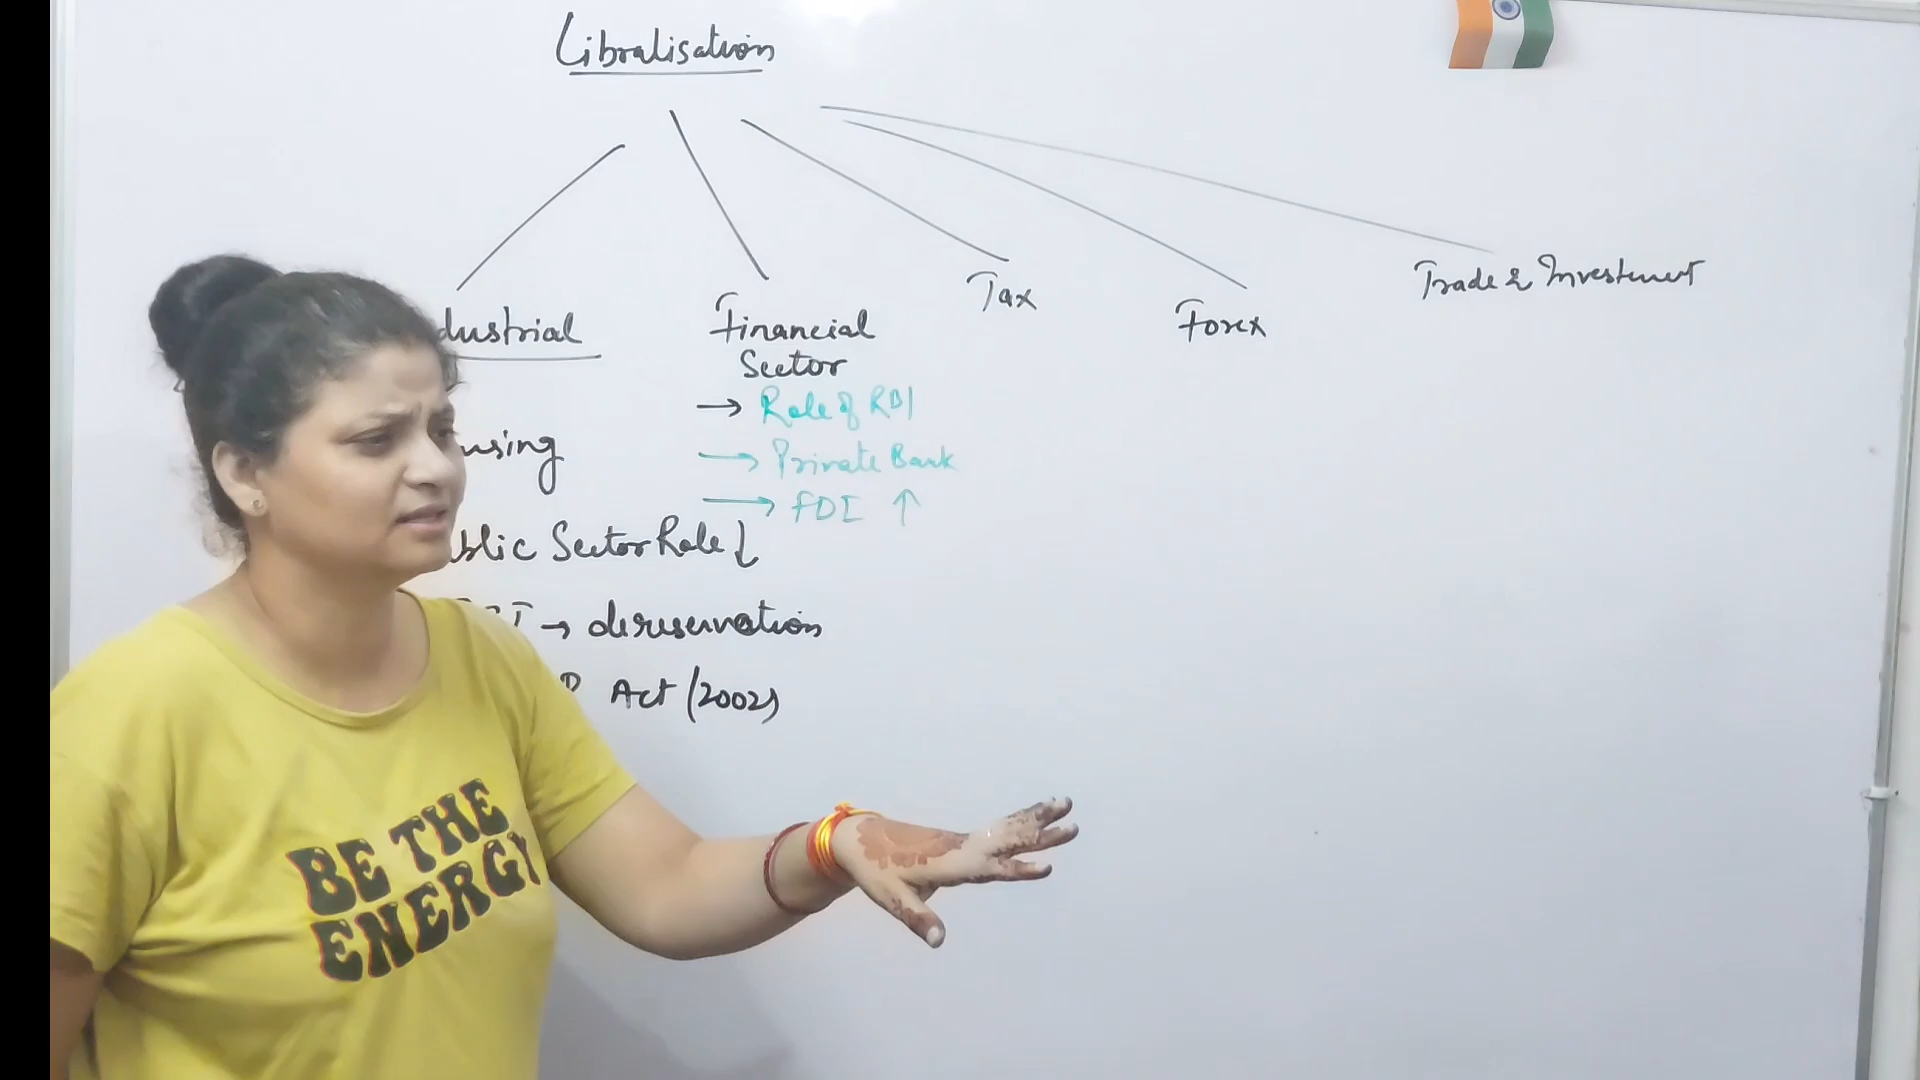 Libralisation
dustrial
Financial
Sector
Tax
Forex
Trade & Investment
→ Role of RBI
→ Private Bank
→ FDI ↑
nsing
blic Sector Role ↓
I → dereservation
P Act (2002)
BE THE
ENERGY